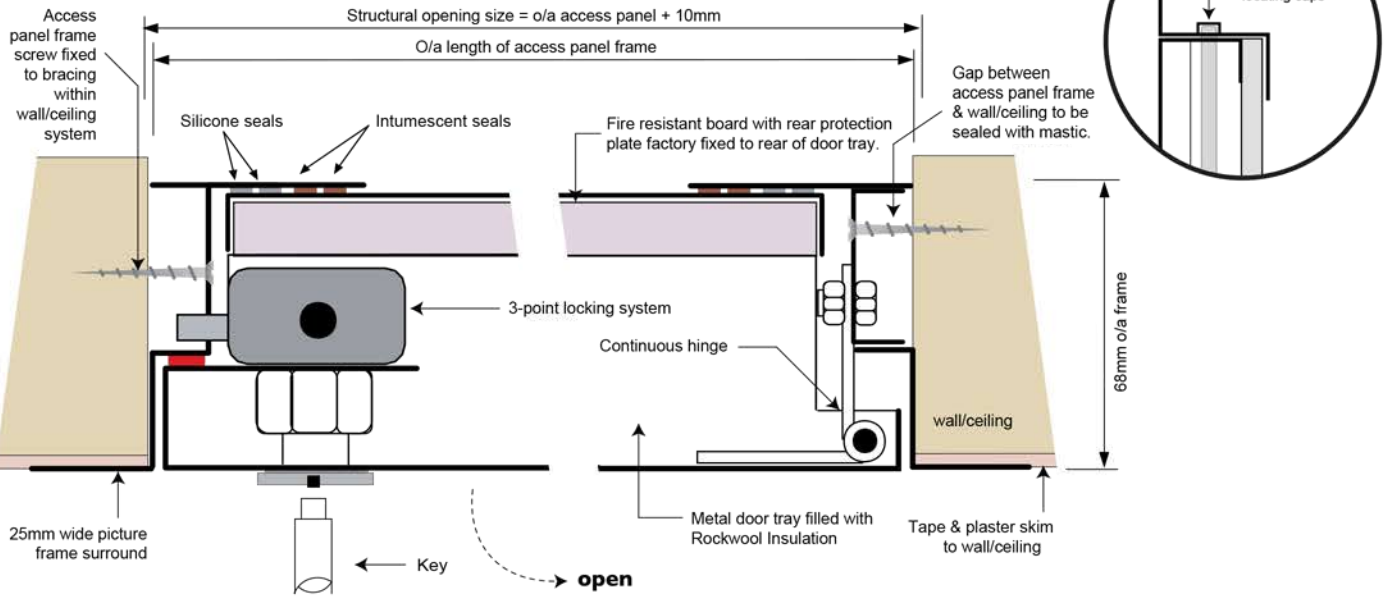 Structural opening size = o/a access panel + 10mm
O/a length of access panel frame
Access
panel frame
screw fixed
to bracing
within
wall/ceiling
system
Silicone seals
Intumescent seals
Fire resistant board with rear protection
plate factory fixed to rear of door tray.
Gap between
access panel frame
& wall/ceiling to be
sealed with mastic.
3-point locking system
Continuous hinge
68mm o/a frame
wall/ceiling
25mm wide picture
frame surround
Key
open
Metal door tray filled with
Rockwool Insulation
Tape & plaster skim
to wall/ceiling